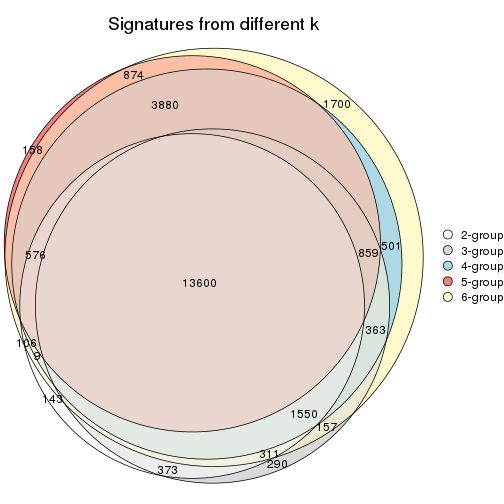 Signatures from different k
874
3880
1700
158
576
859
501
13600
363
106
9
143
1550
157
311
290
373
2-group
3-group
4-group
5-group
6-group